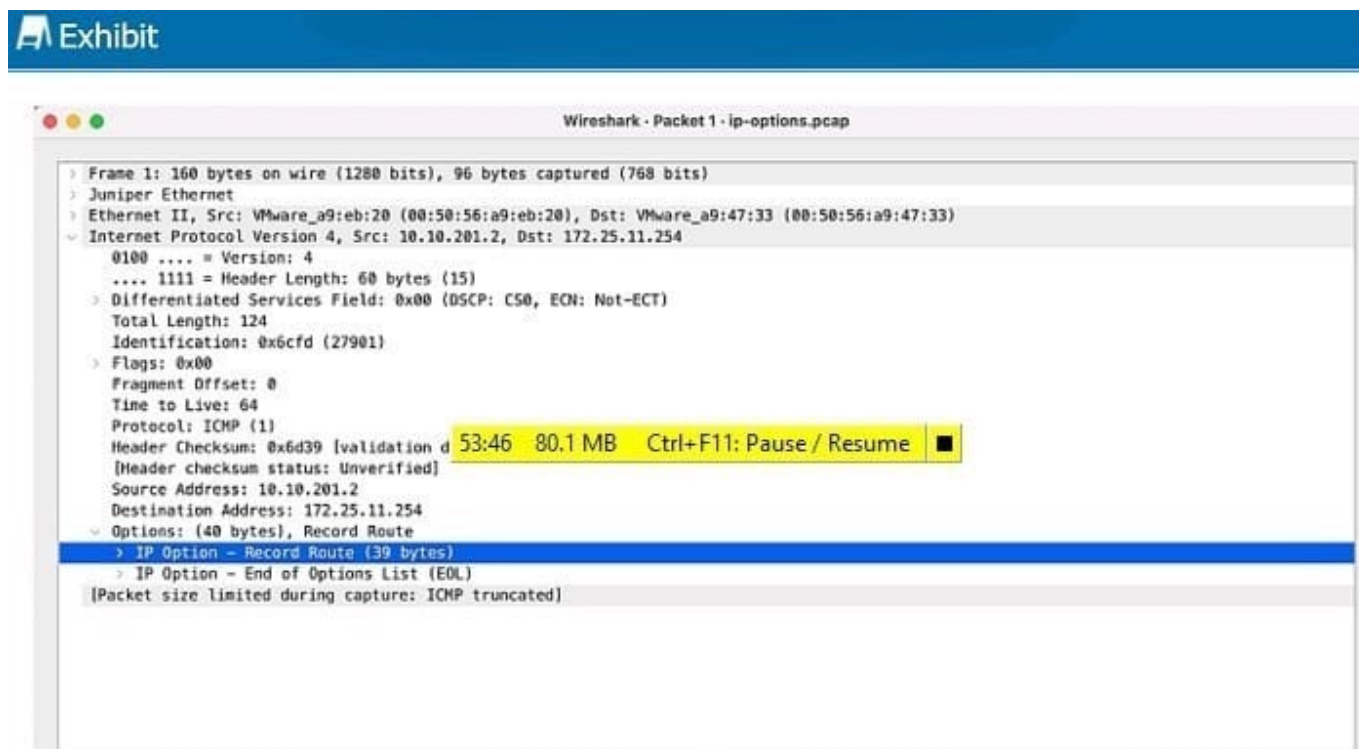 Exhibit
Wireshark · Packet 1 · ip-options.pcap
> Frame 1: 160 bytes on wire (1280 bits), 96 bytes captured (768 bits)
> Juniper Ethernet
> Ethernet II, Src: VMware_a9:eb:20 (00:50:56:a9:eb:20), Dst: VMware_a9:47:33 (00:50:56:a9:47:33)
Internet Protocol Version 4, Src: 10.10.201.2, Dst: 172.25.11.254
0100 .... = Version: 4
.... 1111 = Header Length: 60 bytes (15)
> Differentiated Services Field: 0x00 (DSCP: CS0, ECN: Not-ECT)
Total Length: 124
Identification: 0x6cfd (27901)
> Flags: 0x00
Fragment Offset: 0
Time to Live: 64
Protocol: ICMP (1)
Header Checksum: 0x6d39 [validation d
53:46 80.1 MB Ctrl+F11: Pause / Resume
[Header checksum status: Unverified]
Source Address: 10.10.201.2
Destination Address: 172.25.11.254
Options: (40 bytes), Record Route
> IP Option - Record Route (39 bytes)
> IP Option - End of Options List (EOL)
[Packet size limited during capture: ICMP truncated]